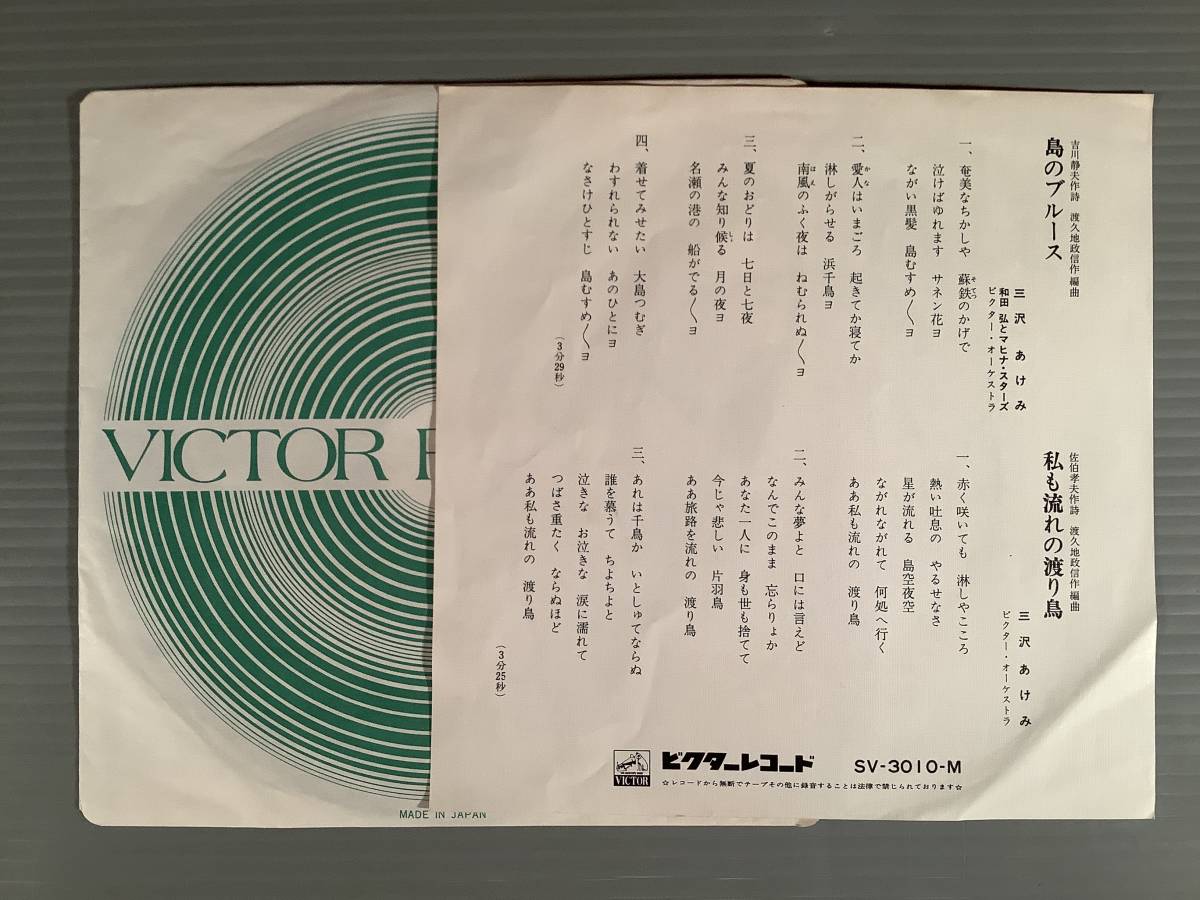 吉川静夫作詩　渡久地政信作編曲
島のブルース
三沢あけみ
和田 弘とマヒナ・スターズ
ビクター・オーケストラ
一、奄美なちかしゃ　蘇鉄のかげで
そてつ
泣けばゆれます　サネン花ヨ
ながい黒髪　島むすめ〳〵ヨ
二、愛人はいまごろ　起きてか寝てか
かな
淋しがらせる　浜千鳥ヨ
南風のふく夜は　ねむられぬ〳〵ヨ
はえ
三、夏のおどりは　七日と七夜
みんな知り候る　月の夜ヨ
しょ
名瀬の港の　船がでる〳〵ヨ
四、着せてみせたい　大島つむぎ
わすれられない　あのひとにヨ
なさけひとすじ　島むすめ〳〵ヨ
（3分29秒）
佐伯孝夫作詩　渡久地政信作編曲
私も流れの渡り鳥
三沢あけみ
ビクター・オーケストラ
一、赤く咲いても　淋しやこころ
熱い吐息の　やるせなさ
星が流れる　島空夜空
ながれながれて　何処へ行く
ああ私も流れの　渡り鳥
二、みんな夢よと　口には言えど
なんでこのまま　忘らりょか
あなた一人に　身も世も捨てて
今じゃ悲しい　片羽鳥
ああ旅路を流れの　渡り鳥
三、あれは千鳥か　いとしゅてならぬ
誰を慕うて　ちよちよと
泣きな　お泣きな　涙に濡れて
つばさ重たく　ならぬほど
ああ私も流れの　渡り鳥
（3分25秒）
VICTOR
ビクターレコード
SV-3010-M
☆レコードから無断でテープその他に録音することは法律で禁じられております☆
VICTOR
MADE IN JAPAN